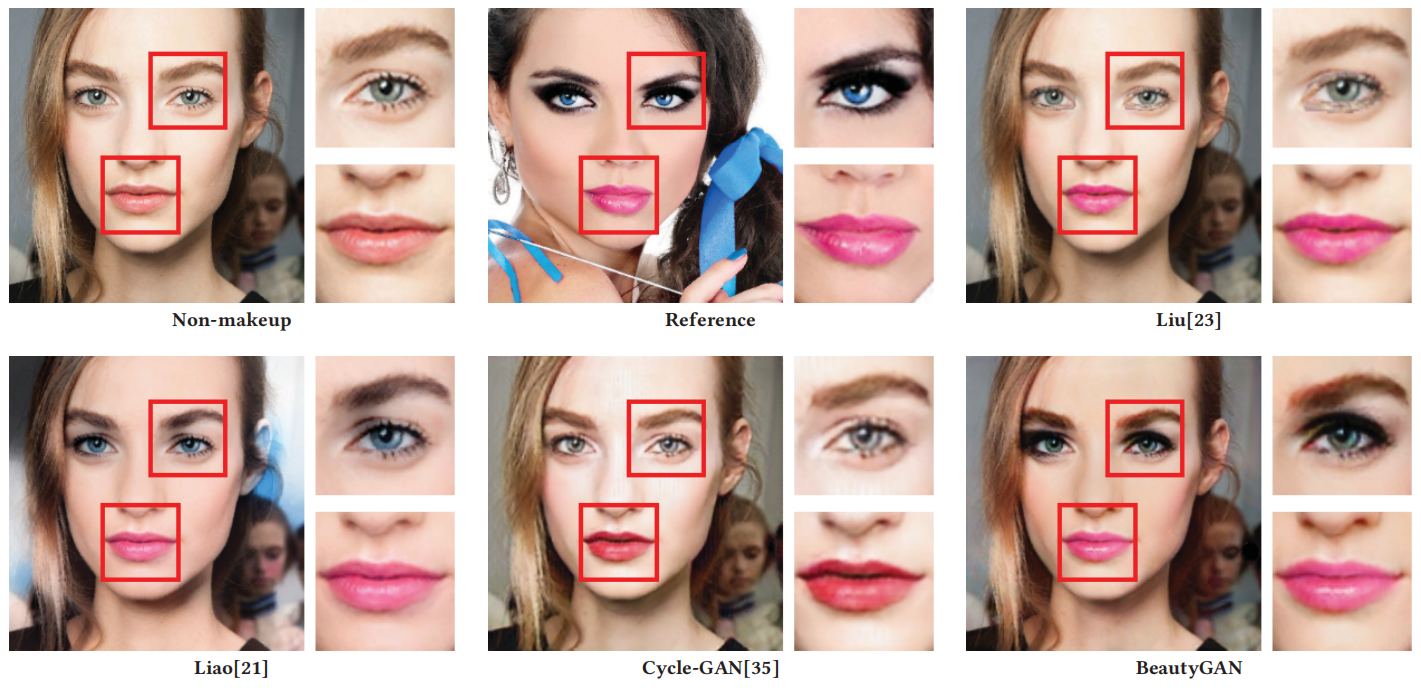 Non-makeup
Reference
Liu[23]
Liao[21]
Cycle-GAN[35]
BeautyGAN